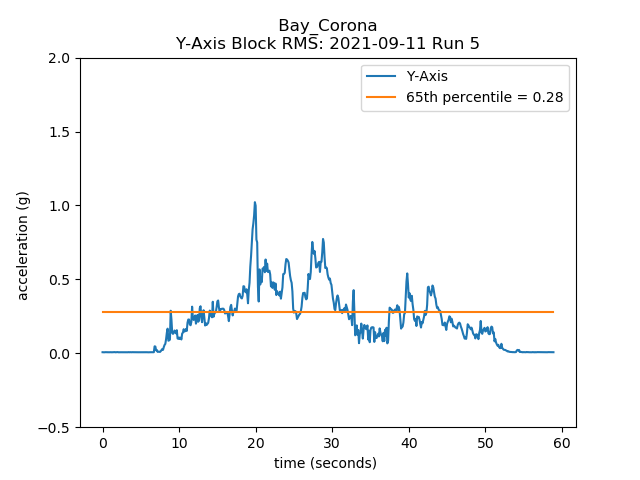 Bay_Corona
Y-Axis Block RMS: 2021-09-11 Run 5
Y-Axis
65th percentile = 0.28
acceleration (g)
2.0
1.5
1.0
0.5
0.0
−0.5
0 10 20 30 40 50 60
time (seconds)